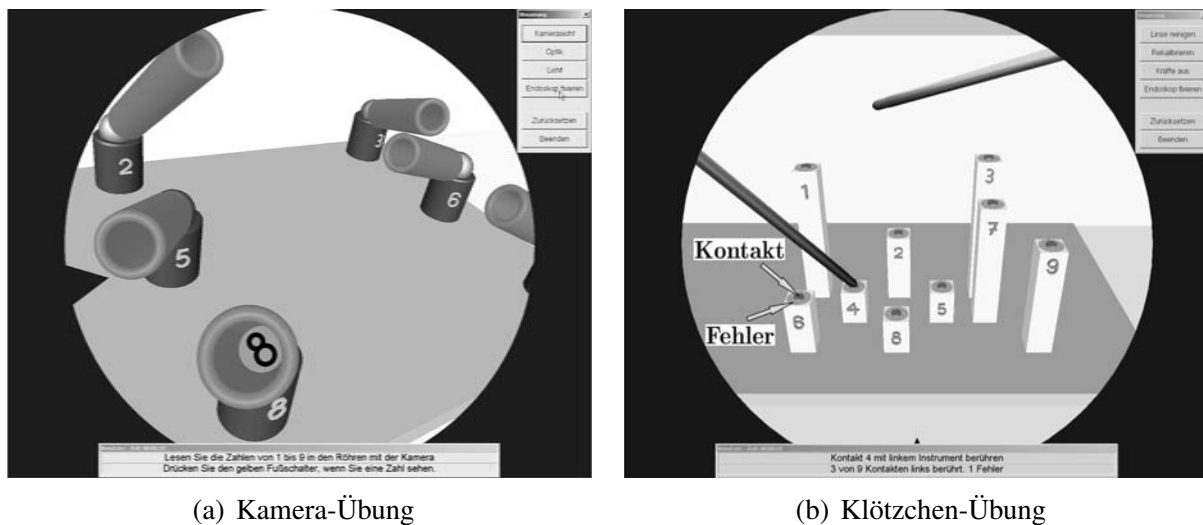 Kamerasicht
Optik
Licht
Endoskop fixieren
Zurücksetzen
Beenden
2
3
6
5
8
8
Lesen Sie die Zahlen von 1 bis 9 in den Röhren mit der Kamera
Drücken Sie den gelben Fußschalter, wenn Sie eine Zahl sehen.
(a) Kamera-Übung
Linse reinigen
Rekalibrieren
Kräfte aus
Endoskop fixieren
Zurücksetzen
Beenden
1
3
7
2
9
Kontakt
4
5
6
Fehler
8
Kontakt 4 mit linkem Instrument berühren
3 von 9 Kontakten links berührt. 1 Fehler
(b) Klötzchen-Übung